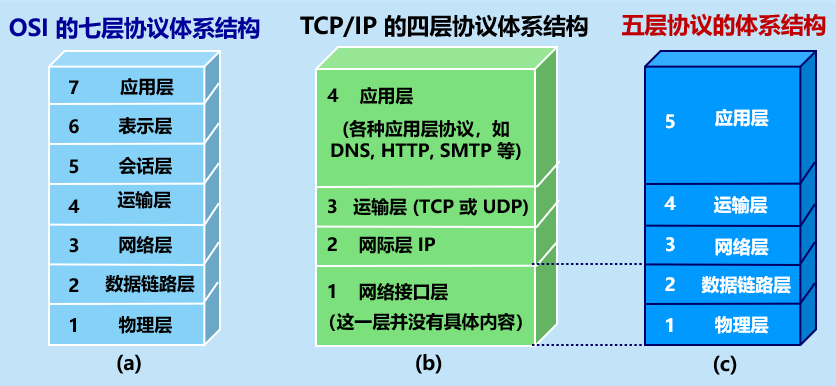 OSI 的七层协议体系结构
7 应用层
6 表示层
5 会话层
4 运输层
3 网络层
2 数据链路层
1 物理层
(a)
TCP/IP 的四层协议体系结构
4 应用层
(各种应用层协议，如
DNS, HTTP, SMTP 等)
3 运输层 (TCP 或 UDP)
2 网际层 IP
1 网络接口层
(这一层并没有具体内容)
(b)
五层协议的体系结构
5 应用层
4 运输层
3 网络层
2 数据链路层
1 物理层
(c)